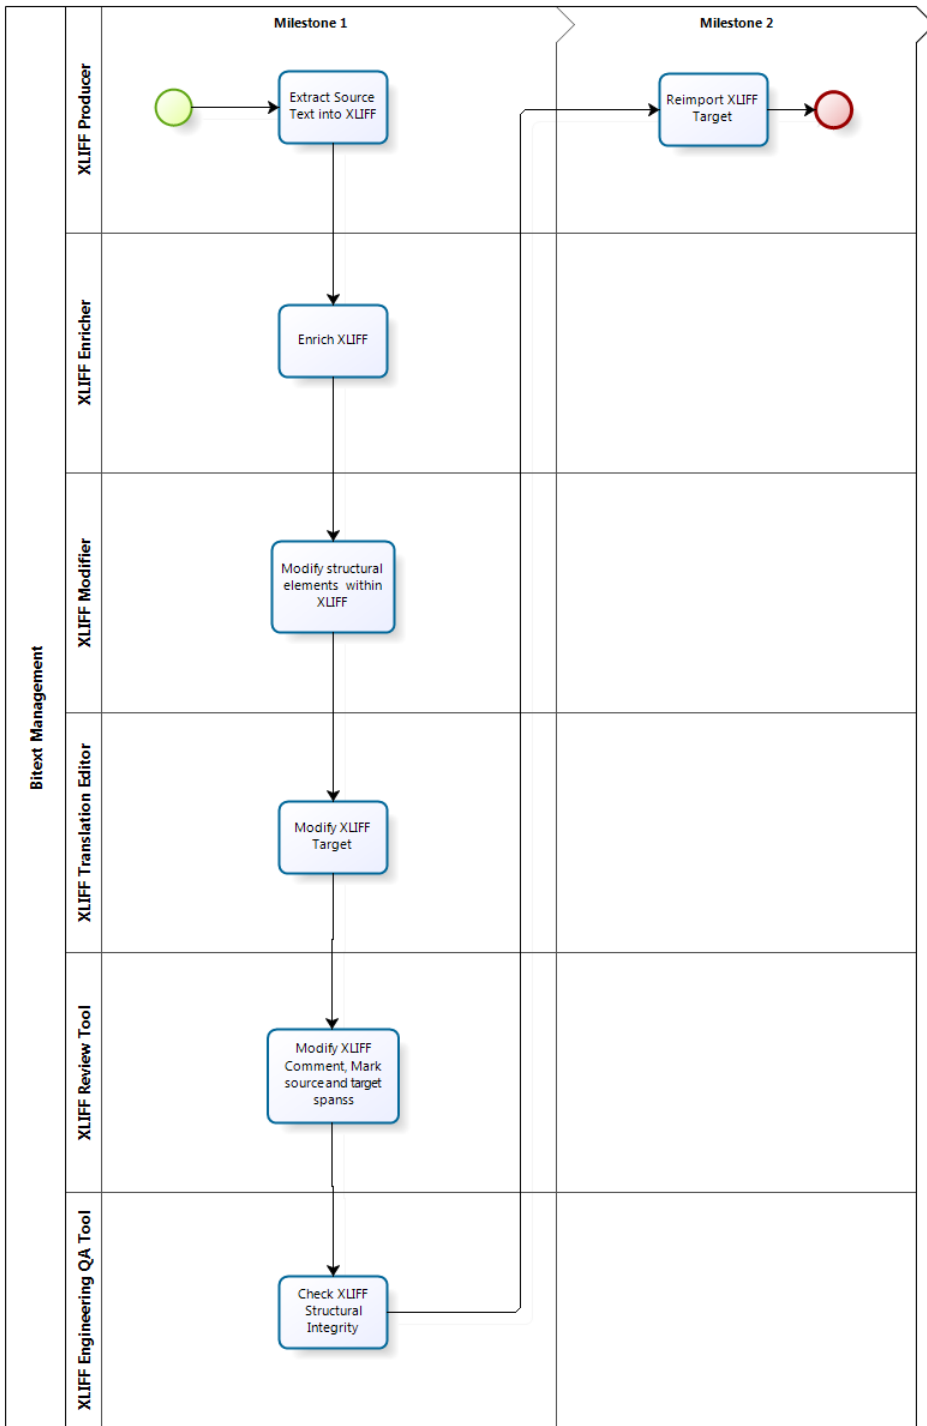 Milestone 1
Milestone 2
Bitext Management
XLIFF Producer
Extract Source
Text into XLIFF
Reimport XLIFF
Target
XLIFF Enricher
Enrich XLIFF
XLIFF Modifier
Modify structural
elements within
XLIFF
XLIFF Translation Editor
Modify XLIFF
Target
XLIFF Review Tool
Modify XLIFF
Comment, Mark
source and target
spanss
XLIFF Engineering QA Tool
Check XLIFF
Structural
Integrity